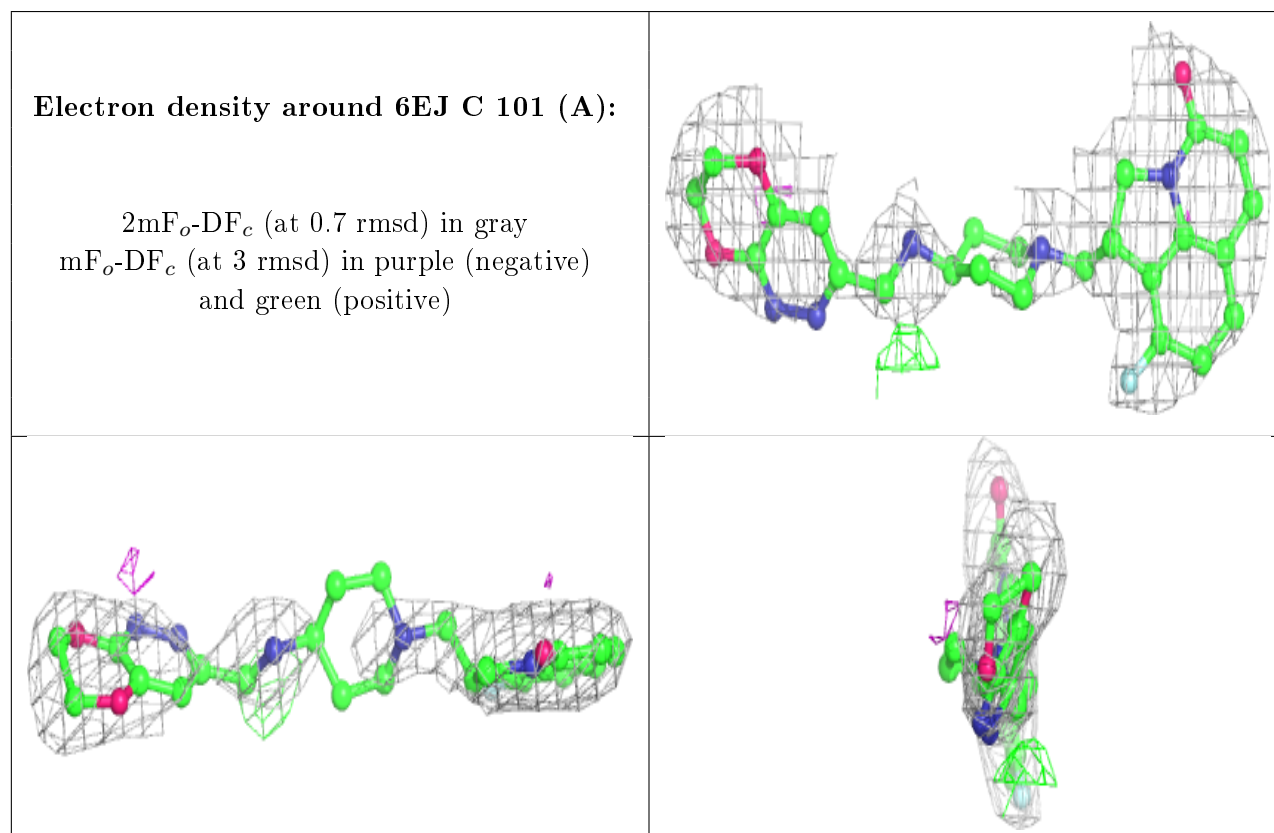 Electron density around 6EJ C 101 (A):
2mFo-DFc (at 0.7 rmsd) in gray
mFo-DFc (at 3 rmsd) in purple (negative)
and green (positive)